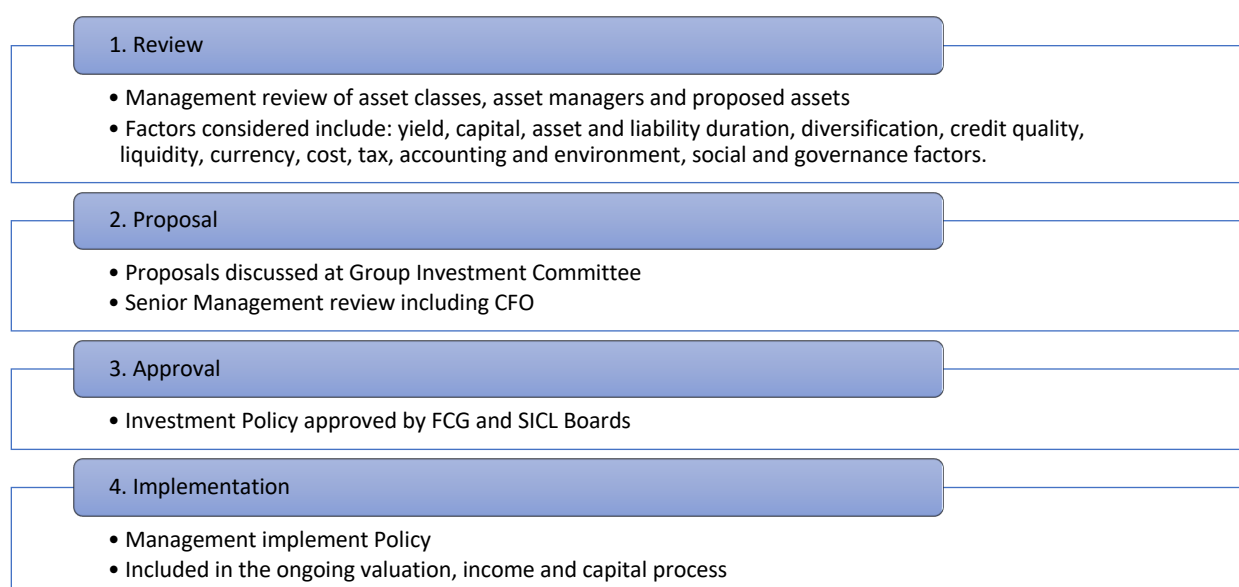 1. Review
• Management review of asset classes, asset managers and proposed assets
• Factors considered include: yield, capital, asset and liability duration, diversification, credit quality,
liquidity, currency, cost, tax, accounting and environment, social and governance factors.
2. Proposal
• Proposals discussed at Group Investment Committee
• Senior Management review including CFO
3. Approval
• Investment Policy approved by FCG and SICL Boards
4. Implementation
• Management implement Policy
• Included in the ongoing valuation, income and capital process